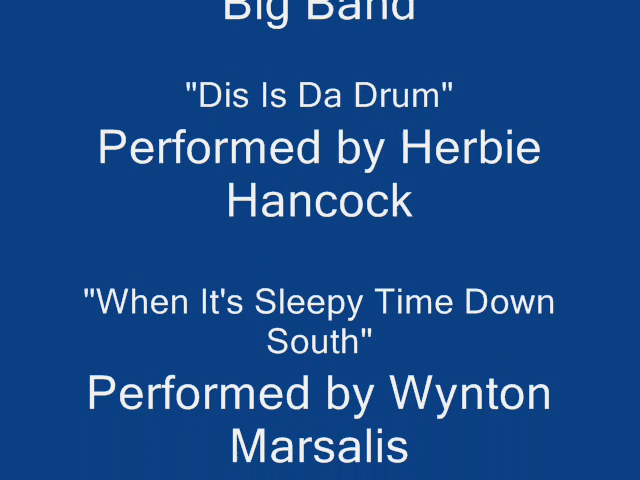 Big Band
"Dis Is Da Drum"
Performed by Herbie
Hancock
"When It's Sleepy Time Down
South"
Performed by Wynton
Marsalis